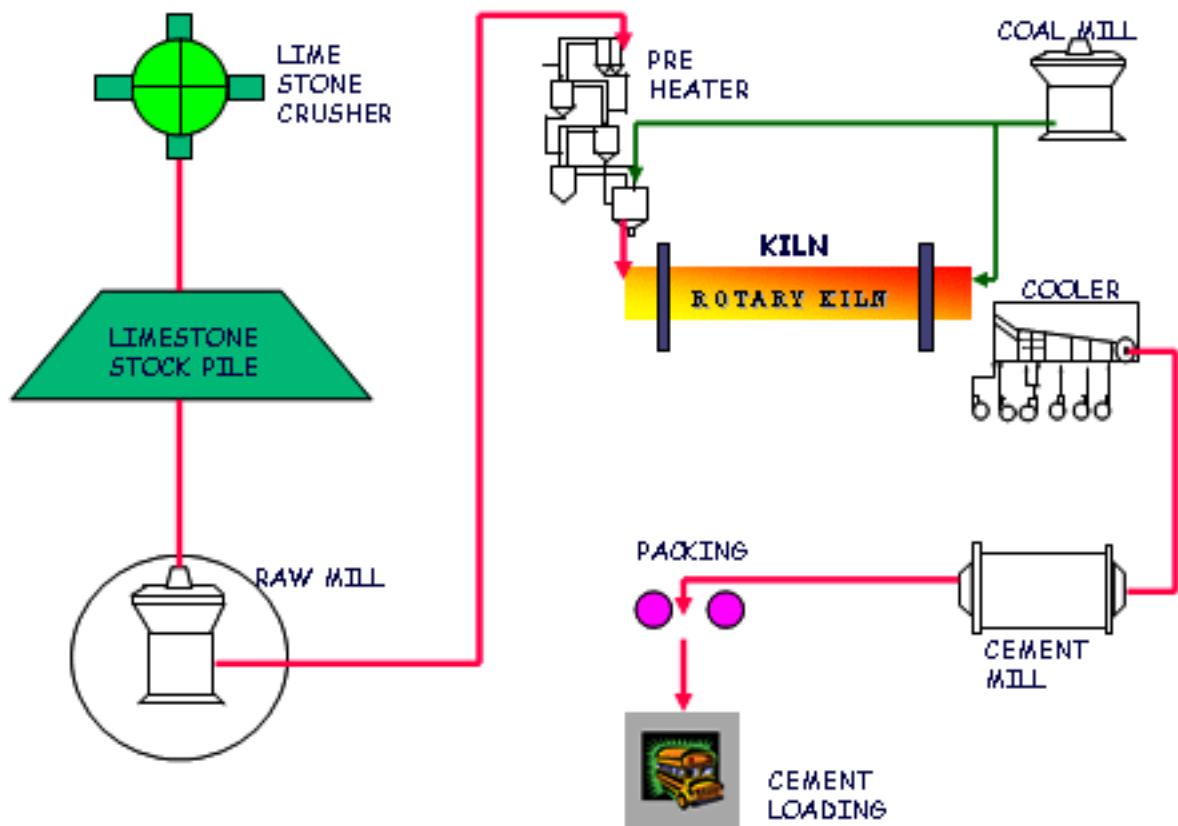 LIME
STONE
CRUSHER
PRE
HEATER
COAL MILL
KILN
ROTARY KILN
COOLER
LIMESTONE
STOCK PILE
RAW MILL
PACKING
CEMENT
MILL
CEMENT
LOADING